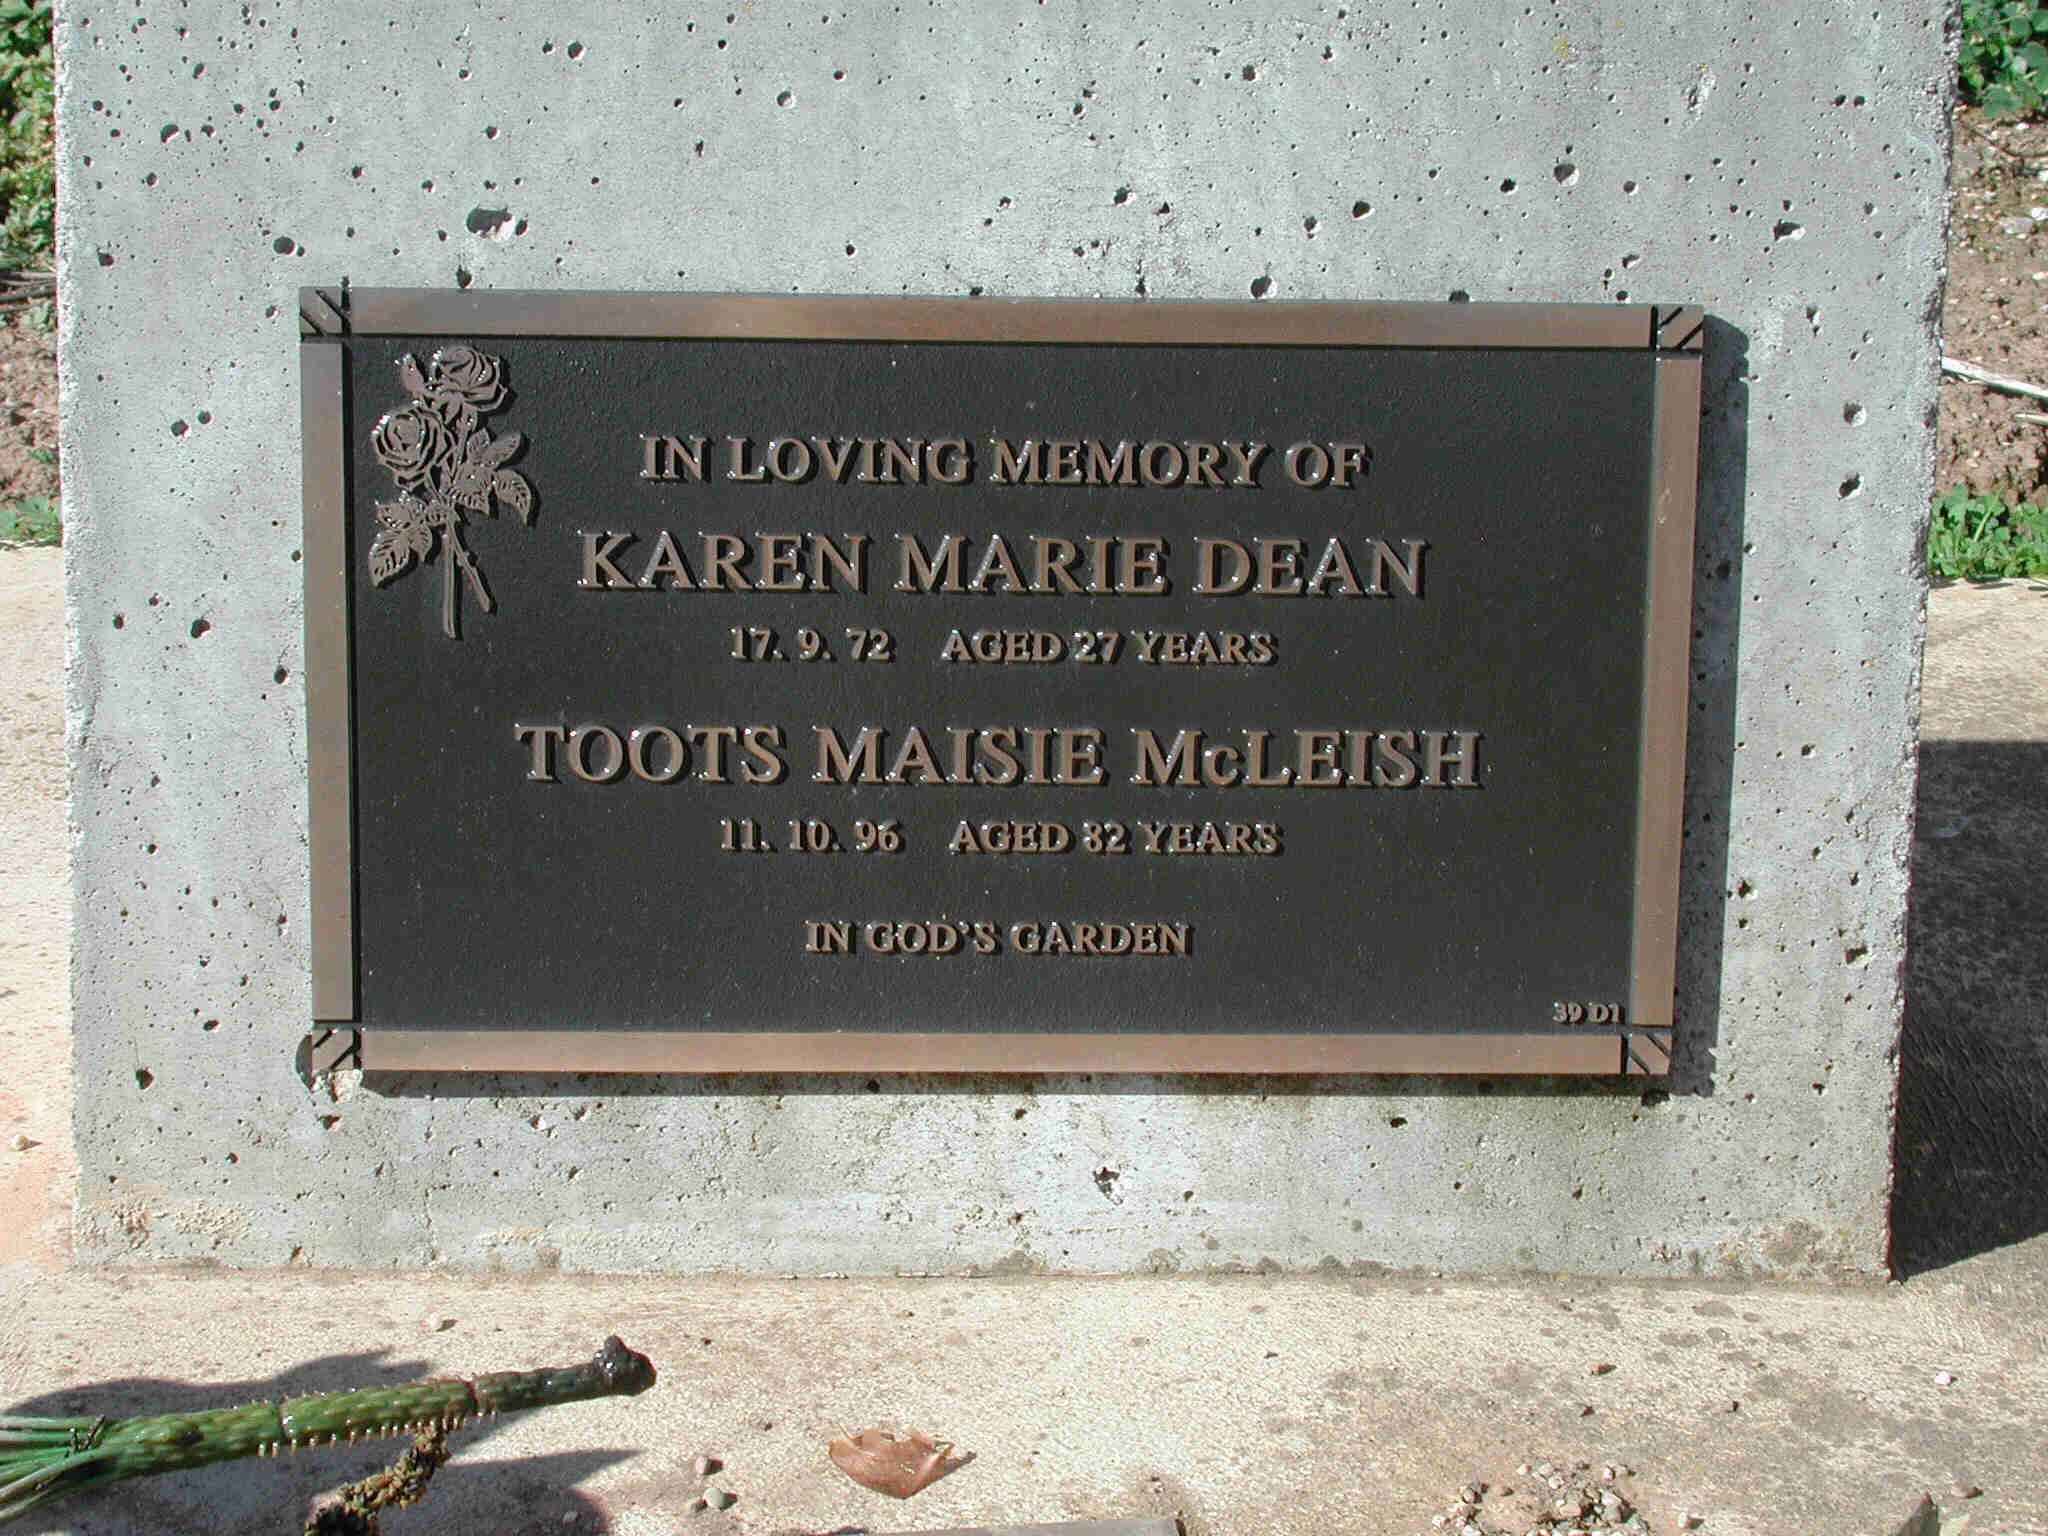 IN LOVING MEMORY OF
KAREN MARIE DEAN
17. 9. 72 AGED 27 YEARS
TOOTS MAISIE McLEISH
11. 10. 96 AGED 82 YEARS
IN GOD'S GARDEN
39 D1